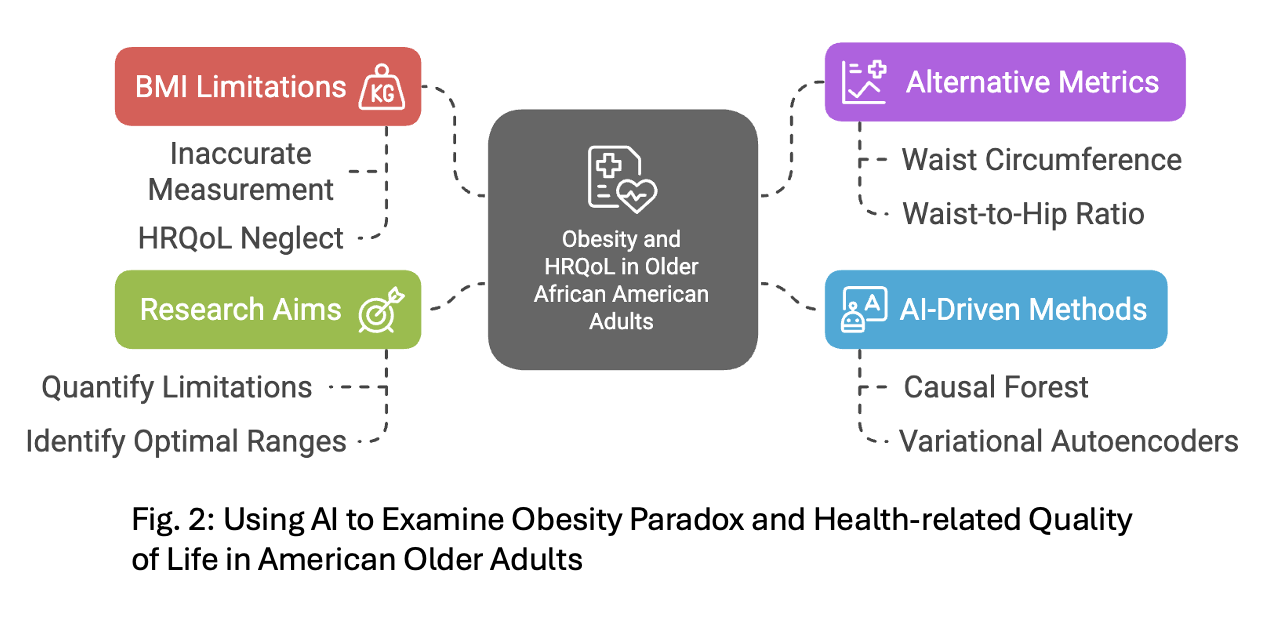 BMI Limitations
KG
Inaccurate
Measurement
HRQoL Neglect
Research Aims
Quantify Limitations
Identify Optimal Ranges
Obesity and
HRQoL in Older
African American
Adults
Alternative Metrics
Waist Circumference
Waist-to-Hip Ratio
A
AI-Driven Methods
Causal Forest
Variational Autoencoders
Fig. 2: Using AI to Examine Obesity Paradox and Health-related Quality
of Life in American Older Adults